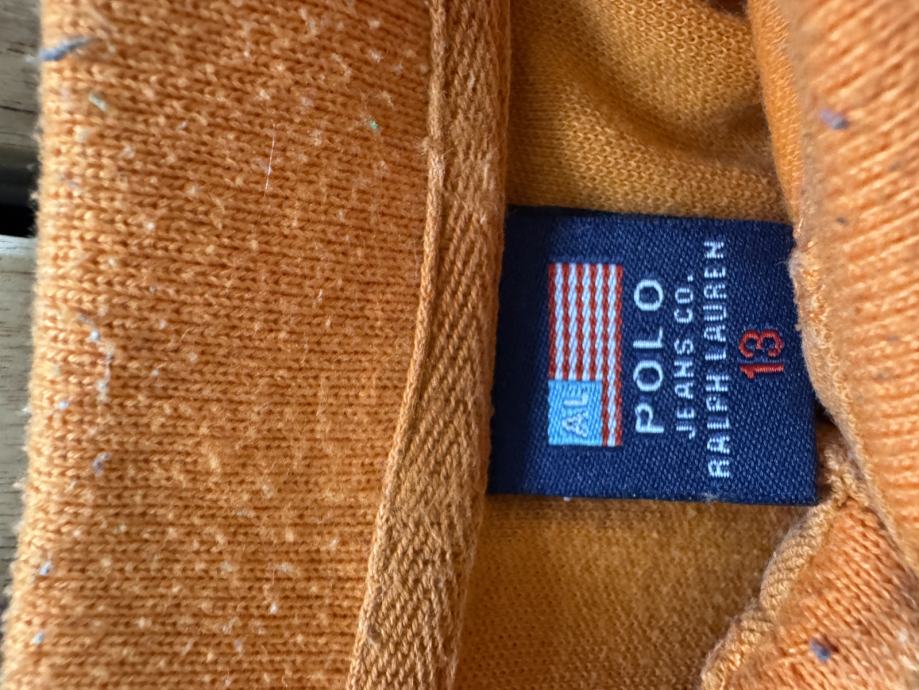 AL
POLO
JEANS CO.
RALPH LAUREN
13